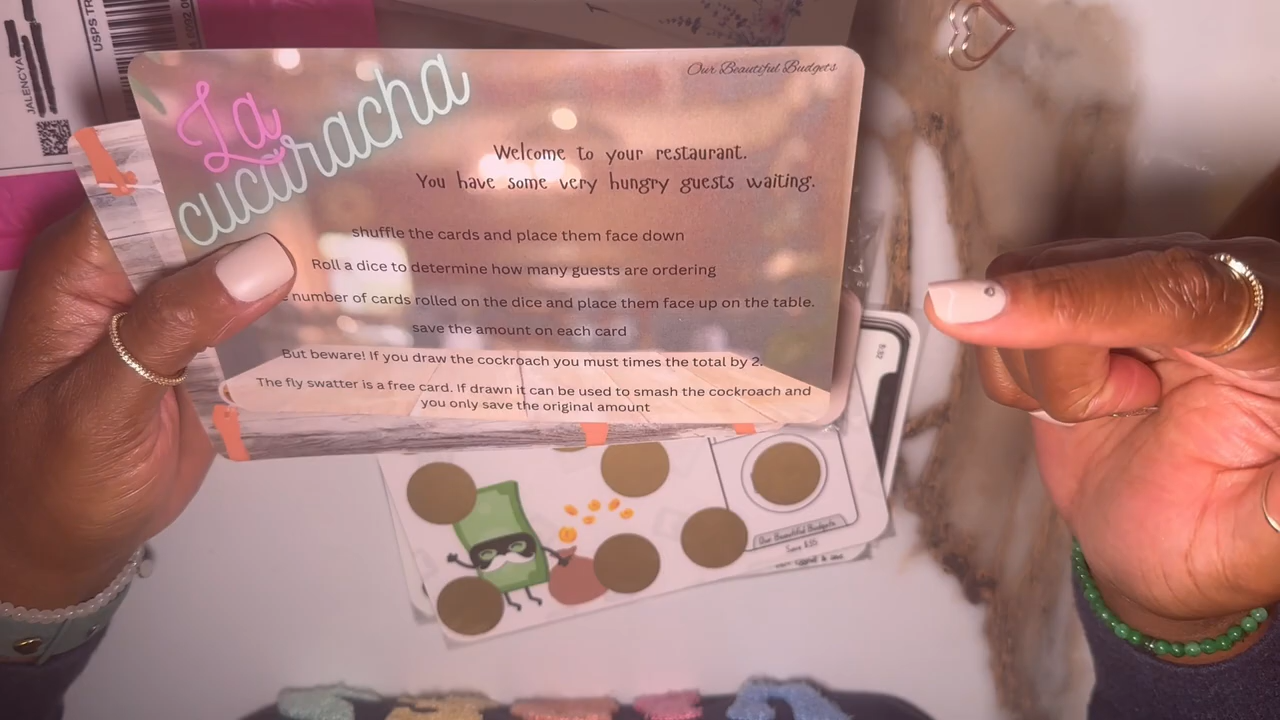 USPS TR
JALENCYA
Our Beautiful Budgets
La
cucuracha
Welcome to your restaurant.
You have some very hungry guests waiting.
shuffle the cards and place them face down
Roll a dice to determine how many guests are ordering
number of cards rolled on the dice and place them face up on the table.
save the amount on each card
But beware! If you draw the cockroach you must times the total by 2.
The fly swatter is a free card. If drawn it can be used to smash the cockroach and
you only save the original amount
Our Beautiful Budgets